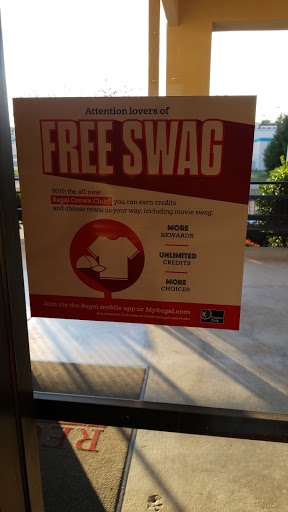 Attention lovers of
FREE SWAG
With the all new
Regal Crown Club, you can earn credits
and choose rewards your way, including movie swag.
MORE
REWARDS
UNLIMITED
CREDITS
MORE
CHOICES
Join via the Regal mobile app or MyRegal.com
RE